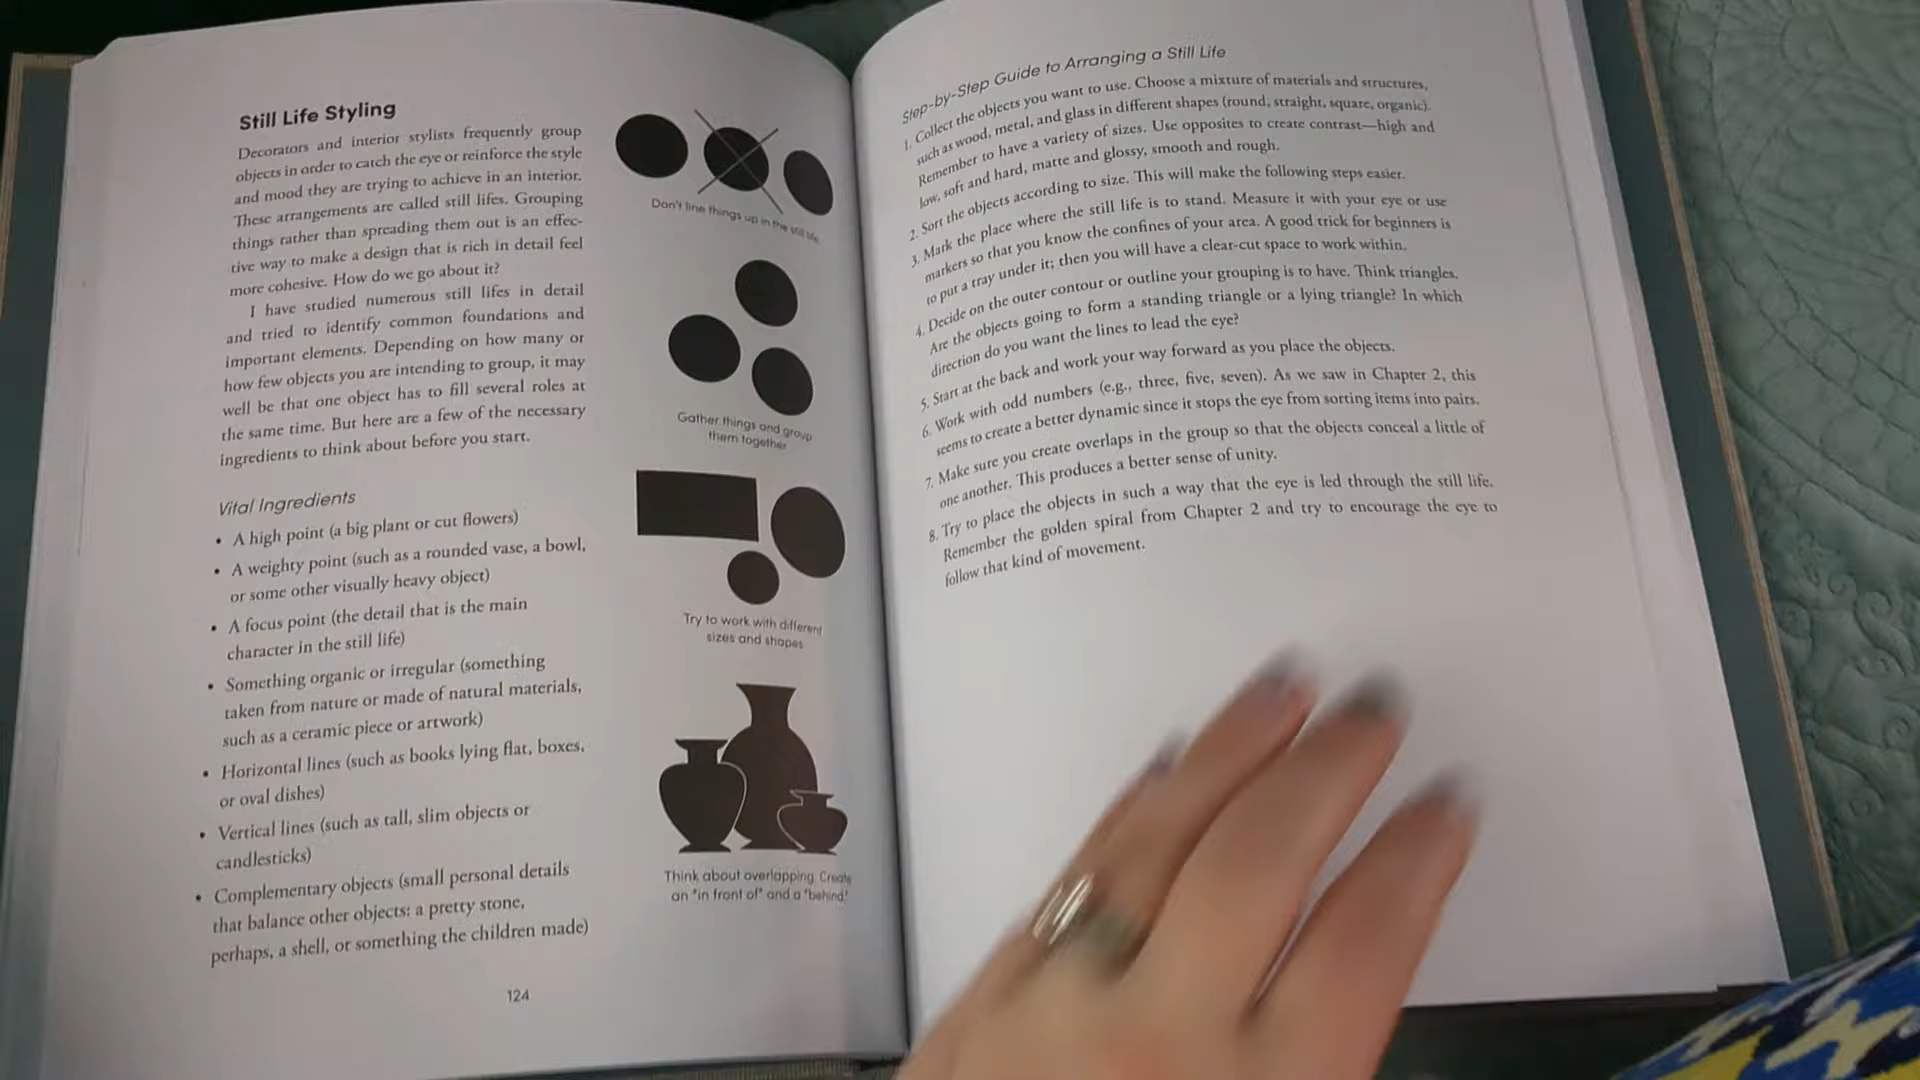 Still Life Styling
Decorators and interior stylists frequently group
objects in order to catch the eye or reinforce the style
and mood they are trying to achieve in an interior.
These arrangements are called still lifes. Grouping
things rather than spreading them out is an effec-
tive way to make a design that is rich in detail feel
more cohesive. How do we go about it?
I have studied numerous still lifes in detail
and tried to identify common foundations and
important elements. Depending on how many or
how few objects you are intending to group, it may
well be that one object has to fill several roles at
the same time. But here are a few of the necessary
ingredients to think about before you start.
Vital Ingredients
• A high point (a big plant or cut flowers)
• A weighty point (such as a rounded vase, a bowl,
or some other visually heavy object)
• A focus point (the detail that is the main
character in the still life)
• Something organic or irregular (something
taken from nature or made of natural materials,
such as a ceramic piece or artwork)
• Horizontal lines (such as books lying flat, boxes,
or oval dishes)
• Vertical lines (such as tall, slim objects or
candlesticks)
• Complementary objects (small personal details
that balance other objects: a pretty stone,
perhaps, a shell, or something the children made)
124
Don't line things up in the still life
Gather things and group
them together
Try to work with different
sizes and shapes
Think about overlapping. Create
an "in front of" and a "behind."
Step-by-Step Guide to Arranging a Still Life
1. Collect the objects you want to use. Choose a mixture of materials and structures,
such as wood, metal, and glass in different shapes (round, straight, square, organic).
Remember to have a variety of sizes. Use opposites to create contrast—high and
low, soft and hard, matte and glossy, smooth and rough.
2. Sort the objects according to size. This will make the following steps easier.
3. Mark the place where the still life is to stand. Measure it with your eye or use
markers so that you know the confines of your area. A good trick for beginners is
to put a tray under it; then you will have a clear-cut space to work within.
4. Decide on the outer contour or outline your grouping is to have. Think triangles.
Are the objects going to form a standing triangle or a lying triangle? In which
direction do you want the lines to lead the eye?
5. Start at the back and work your way forward as you place the objects.
6. Work with odd numbers (e.g., three, five, seven). As we saw in Chapter 2, this
seems to create a better dynamic since it stops the eye from sorting items into pairs.
7. Make sure you create overlaps in the group so that the objects conceal a little of
one another. This produces a better sense of unity.
8. Try to place the objects in such a way that the eye is led through the still life.
Remember the golden spiral from Chapter 2 and try to encourage the eye to
follow that kind of movement.